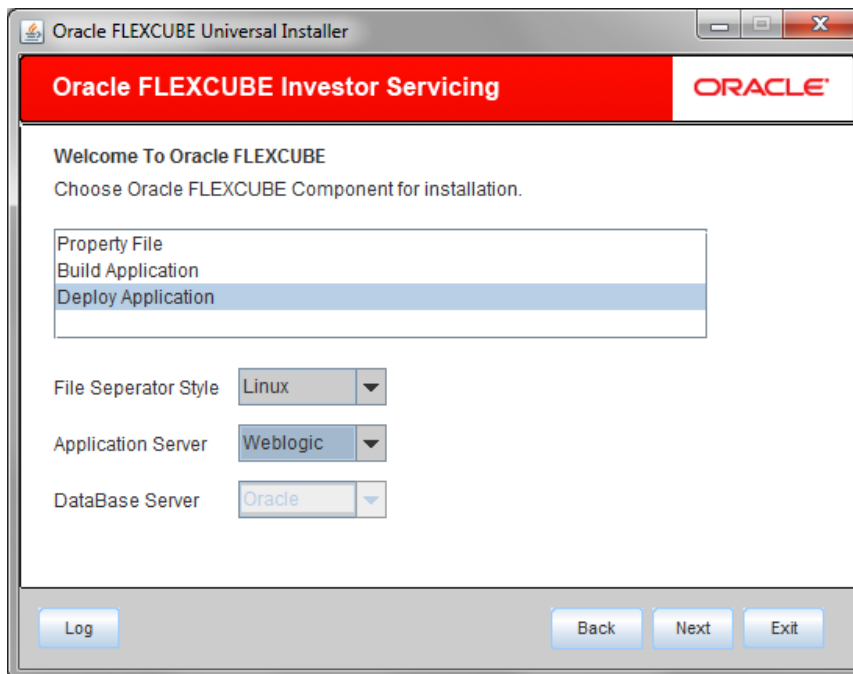 Oracle FLEXCUBE Universal Installer
Oracle FLEXCUBE Investor Servicing
ORACLE
Welcome To Oracle FLEXCUBE
Choose Oracle FLEXCUBE Component for installation.
Property File
Build Application
Deploy Application
File Seperator Style Linux
Application Server Weblogic
DataBase Server Oracle
Log Back Next Exit